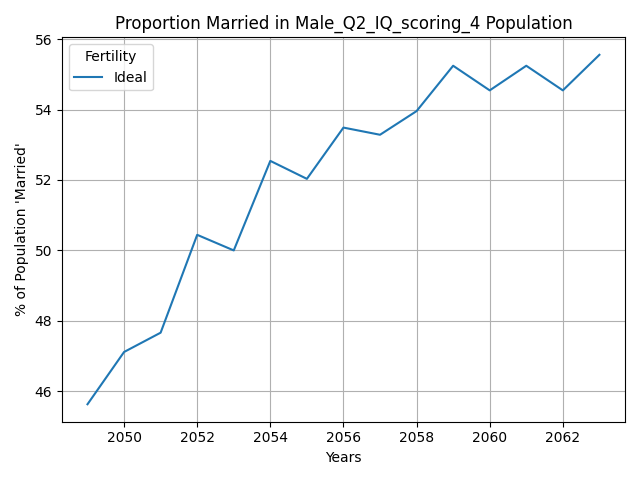 Proportion Married in Male_Q2_IQ_scoring_4 Population
Fertility
Ideal
% of Population 'Married'
56
54
52
50
48
46
2050 2052 2054 2056 2058 2060 2062
Years